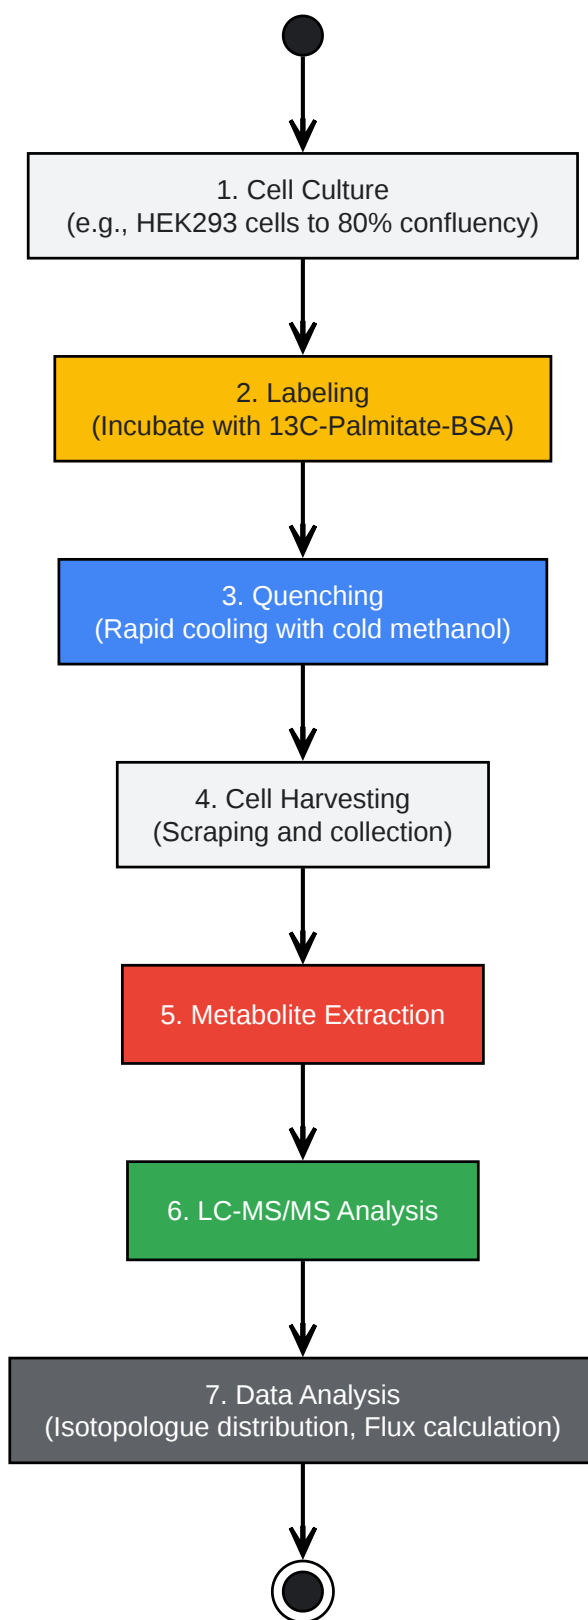 1. Cell Culture
(e.g., HEK293 cells to 80% confluency)
2. Labeling
(Incubate with 13C-Palmitate-BSA)
3. Quenching
(Rapid cooling with cold methanol)
4. Cell Harvesting
(Scraping and collection)
5. Metabolite Extraction
6. LC-MS/MS Analysis
7. Data Analysis
(Isotopologue distribution, Flux calculation)